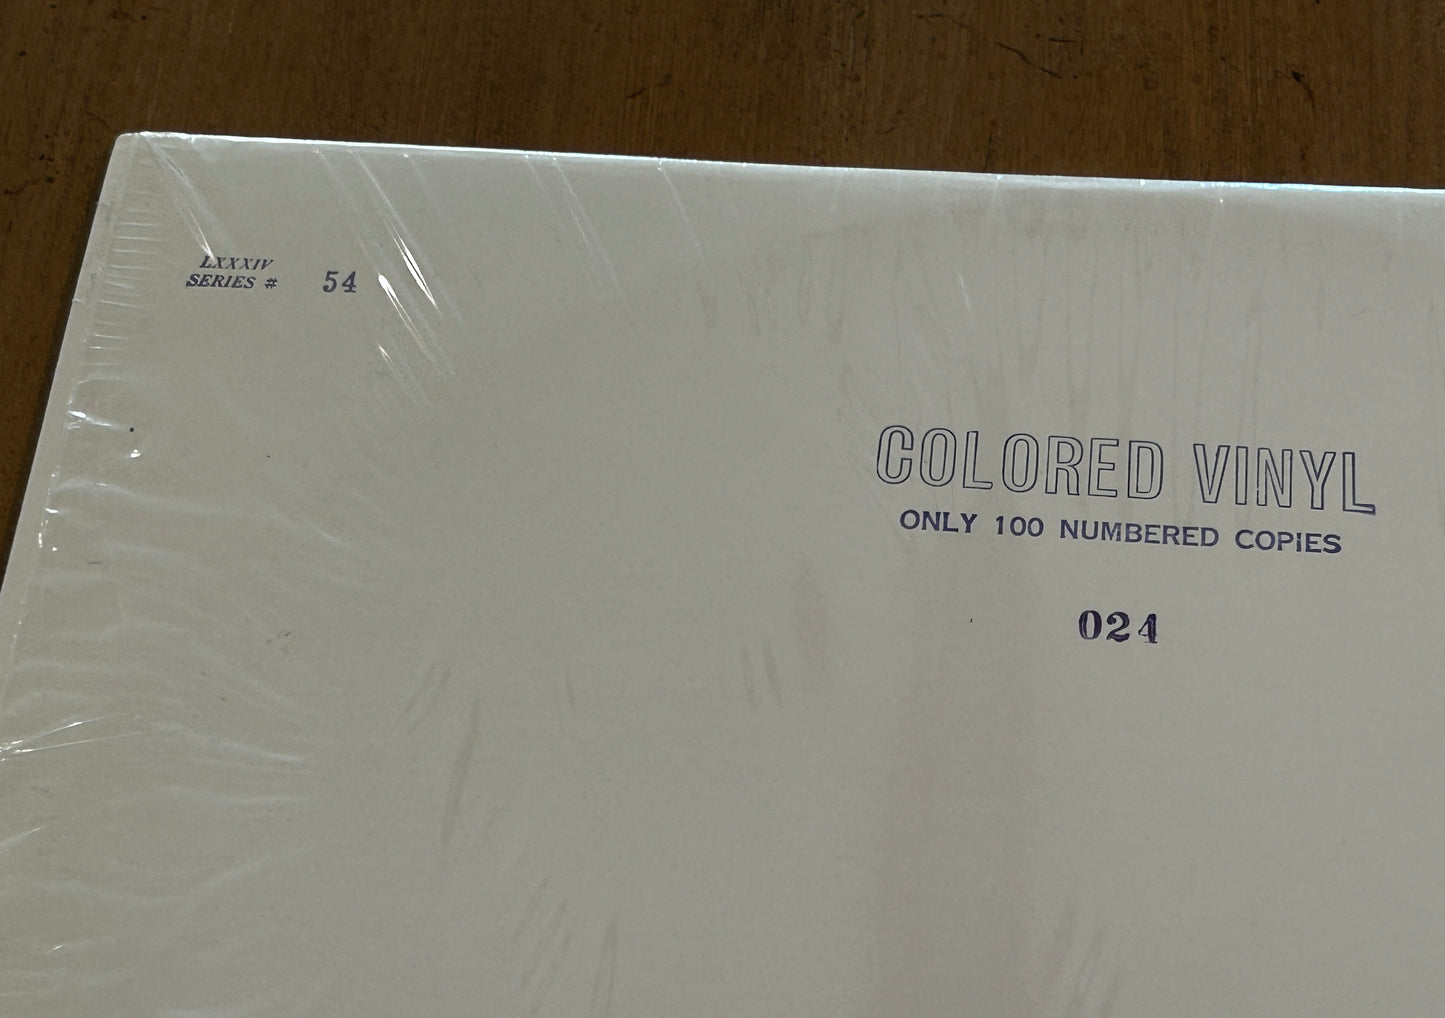 LXXXIV
SERIES # 54
COLORED VINYL
ONLY 100 NUMBERED COPIES
024